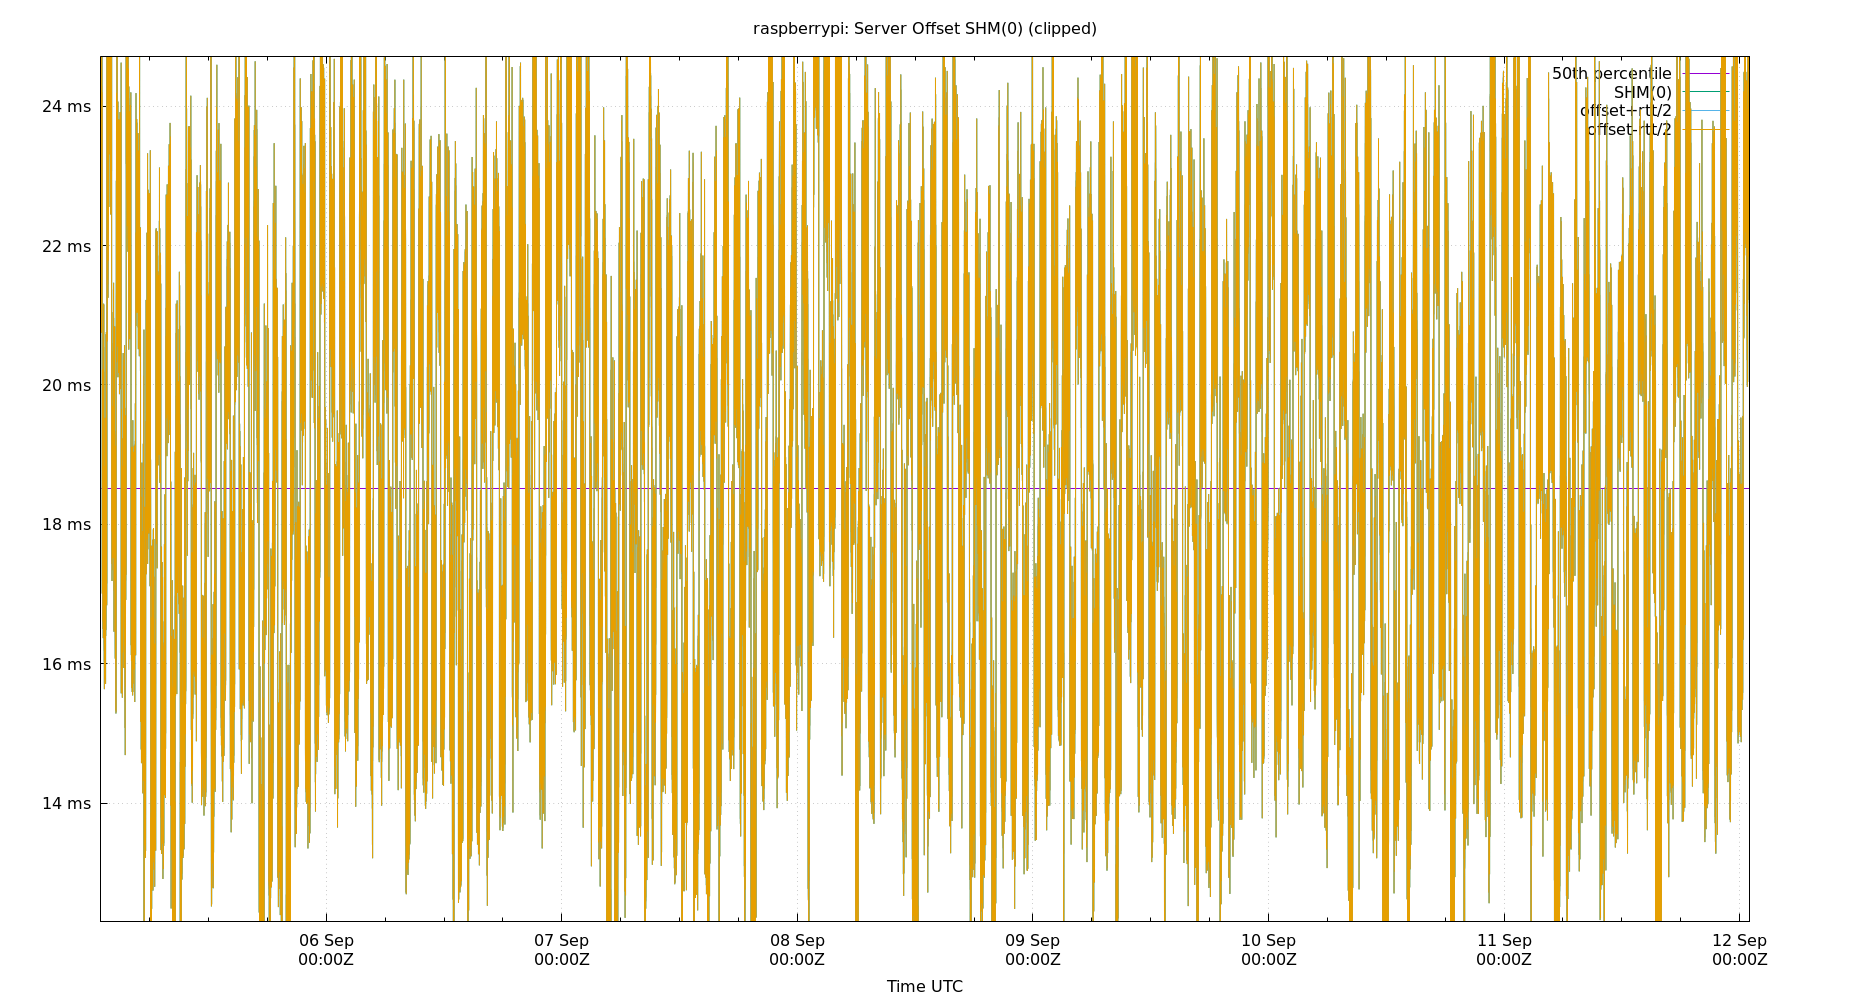 raspberrypi: Server Offset SHM(0) (clipped)
50th percentile
SHM(0)
offset+rtt/2
offset-rtt/2
24 ms
22 ms
20 ms
18 ms
16 ms
14 ms
06 Sep
00:00Z
07 Sep
00:00Z
08 Sep
00:00Z
09 Sep
00:00Z
10 Sep
00:00Z
11 Sep
00:00Z
12 Sep
00:00Z
Time UTC